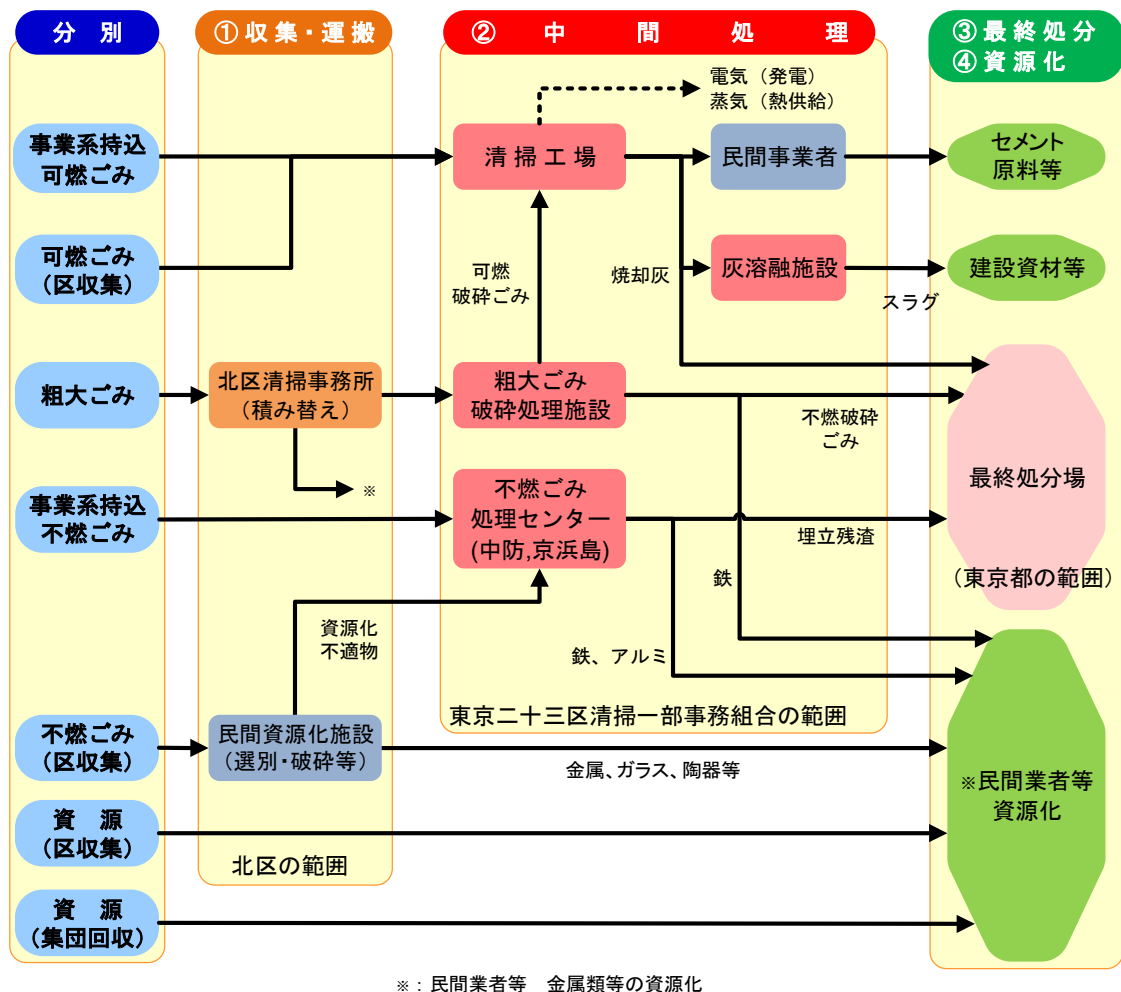 分別
①収集・運搬
②中間処理
③最終処分
④資源化
電気（発電）
蒸気（熱供給）
事業系持込
可燃ごみ
清掃工場
民間事業者
セメント
原料等
可燃ごみ
（区収集）
可燃
破砕ごみ
焼却灰
灰溶融施設
建設資材等
スラグ
粗大ごみ
北区清掃事務所
（積み替え）
粗大ごみ
破砕処理施設
不燃破砕
ごみ
※
最終処分場
（東京都の範囲）
事業系持込
不燃ごみ
不燃ごみ
処理センター
(中防,京浜島)
埋立残渣
鉄
資源化
不適物
鉄、アルミ
東京二十三区清掃一部事務組合の範囲
不燃ごみ
（区収集）
民間資源化施設
（選別・破砕等）
金属、ガラス、陶器等
※民間業者等
資源化
資源
（区収集）
北区の範囲
資源
（集団回収）
※：民間業者等　金属類等の資源化